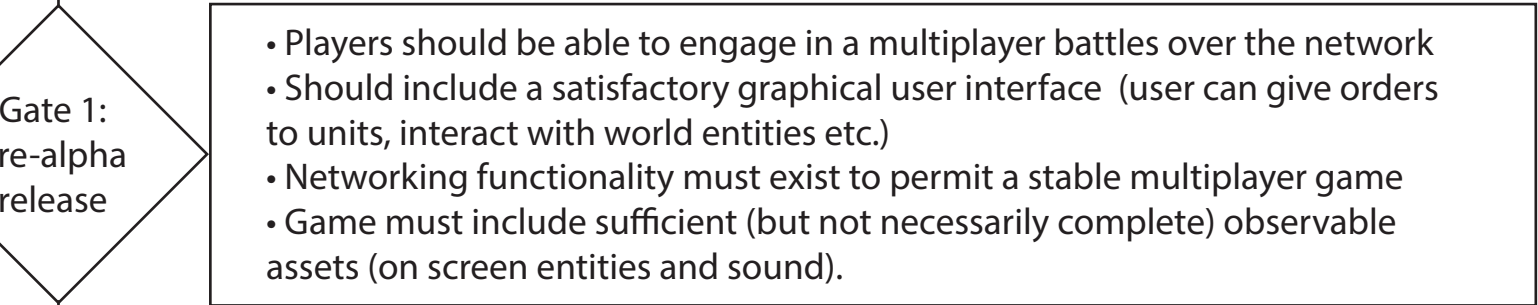 Gate 1:
re-alpha
release
• Players should be able to engage in a multiplayer battles over the network
• Should include a satisfactory graphical user interface (user can give orders
to units, interact with world entities etc.)
• Networking functionality must exist to permit a stable multiplayer game
• Game must include sufficient (but not necessarily complete) observable
assets (on screen entities and sound).